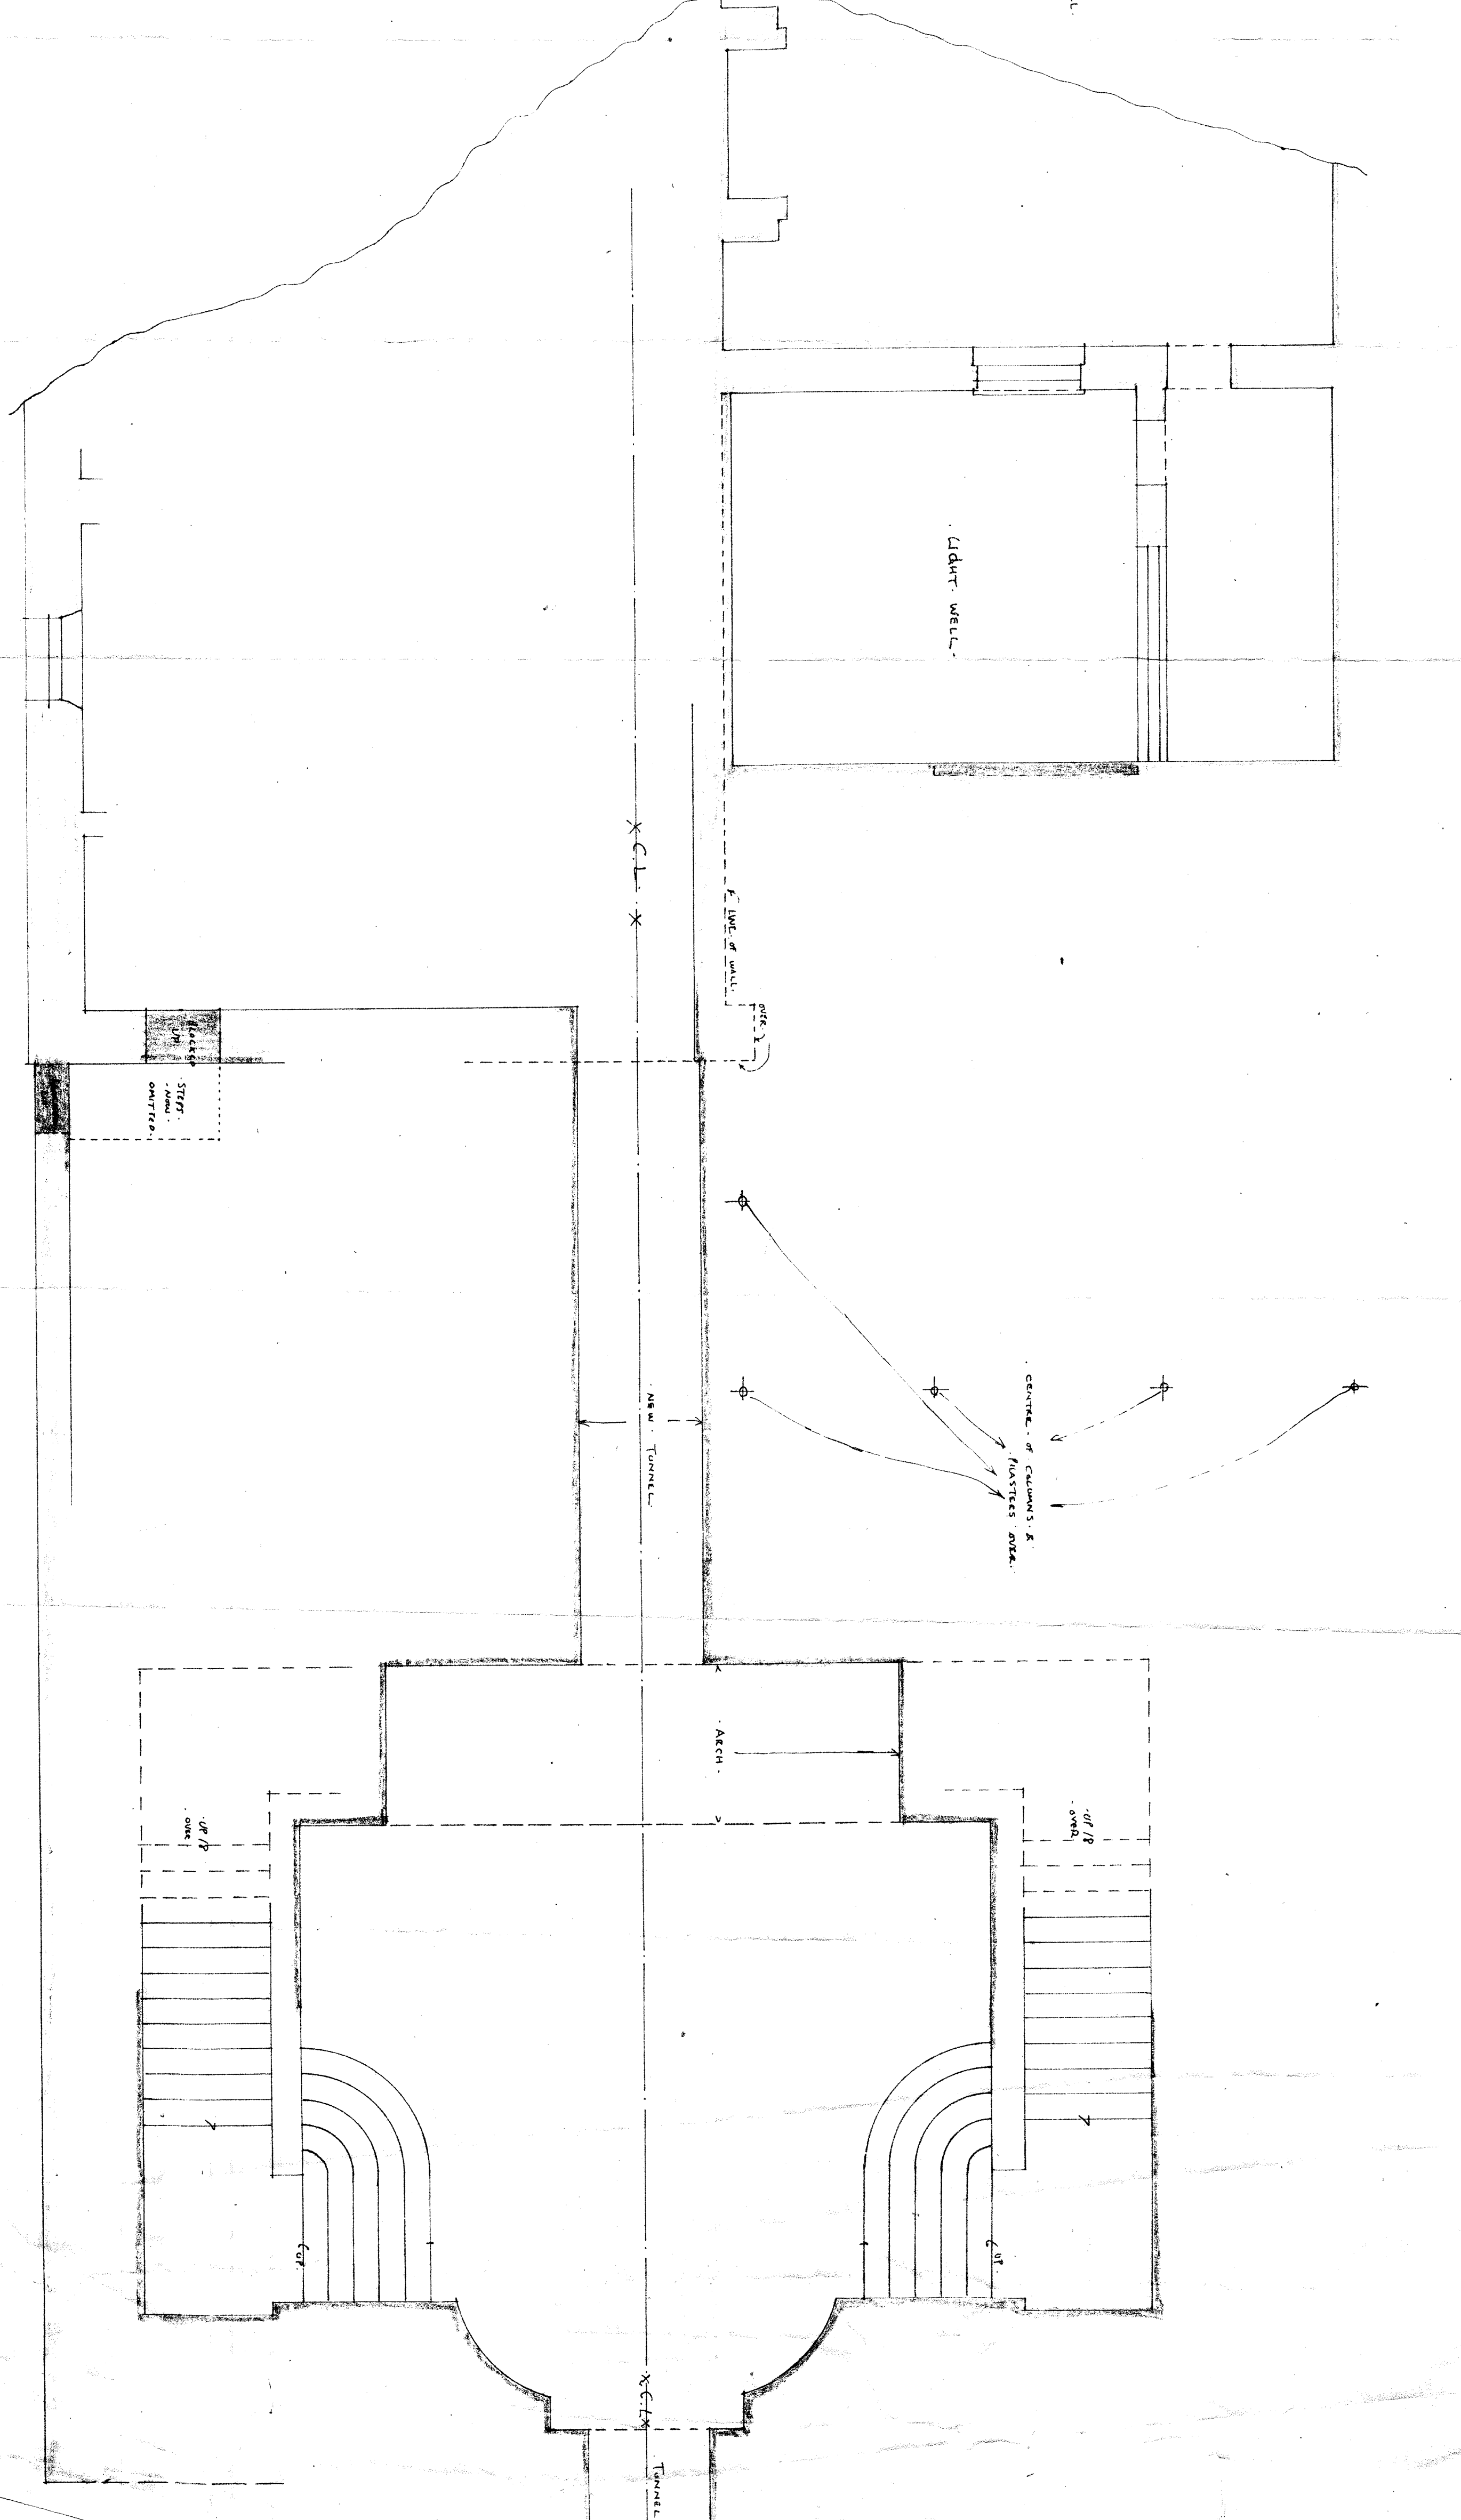 L.
. LIGHT . WELL .
X C. L. X
LINE OF WALL.
OVER.
BLOCKED
UP
. STEPS .
. NOW .
OMITTED .
. NEW . TUNNEL .
. CENTRE . OF COLUMNS . &
. PILASTERS OVER .
. ARCH .
. UP 18
. OVER
. UP 18
. OVER
UP.
UP.
X C. L X
TUNNEL